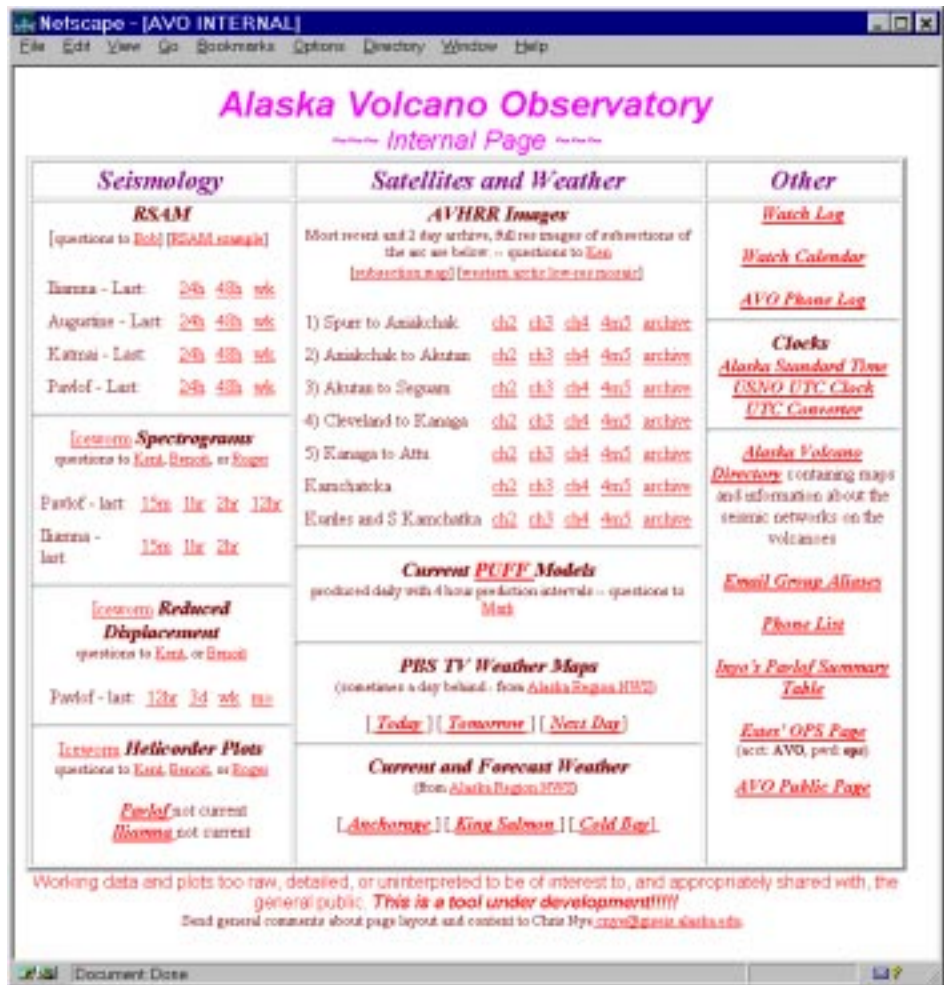 Netscape - [AVO INTERNAL]
File Edit View Go Bookmarks Options Directory Window Help
Alaska Volcano Observatory
~~~ Internal Page ~~~
Seismology
RSAM
[questions to Bob] [RSAM example]
Iliamna - Last: 24h 48h wk
Augustine - Last: 24h 48h wk
Katmai - Last: 24h 48h wk
Pavlof - Last: 24h 48h wk
Iceworm Spectrograms
questions to Kent, Benoit, or Roger
Pavlof - last: 15m 1hr 2hr 12hr
Iliamna -
last: 15m 1hr 2hr
Iceworm Reduced
Displacement
questions to Kent, or Benoit
Pavlof - last: 12hr 3d wk mo
Iceworm Helicorder Plots
questions to Kent, Benoit, or Roger
Pavlof not current
Iliamna not current
Satellites and Weather
AVHRR Images
Most recent and 2 day archive, full res images of subsections of
the arc are below. -- questions to Ken
[subsection map] [western arctic low-res mosaic]
1) Spurr to Aniakchak ch2 ch3 ch4 4m5 archive
2) Aniakchak to Akutan ch2 ch3 ch4 4m5 archive
3) Akutan to Seguam ch2 ch3 ch4 4m5 archive
4) Cleveland to Kanaga ch2 ch3 ch4 4m5 archive
5) Kanaga to Attu ch2 ch3 ch4 4m5 archive
Kamchatcka ch2 ch3 ch4 4m5 archive
Kuriles and S Kamchatka ch2 ch3 ch4 4m5 archive
Current PUFF Models
produced daily with 4 hour prediction intervals -- questions to
Mark
PBS TV Weather Maps
(sometimes a day behind - from Alaska Region NWS)
[ Today ] [ Tomorrow ] [ Next Day]
Current and Forecast Weather
(from Alaska Region NWS)
[ Anchorage ] [ King Salmon ] [ Cold Bay]
Other
Watch Log
Watch Calendar
AVO Phone Log
Clocks
Alaska Standard Time
USNO UTC Clock
UTC Converter
Alaska Volcano
Directory containing maps
and information about the
seismic networks on the
volcanoes
Email Group Aliases
Phone List
Pavlof Summary
Table
OPS Page
(acct: AVO, pwd: ops)
AVO Public Page
Working data and plots too raw, detailed, or uninterpreted to be of interest to, and appropriately shared with, the
general public. This is a tool under development!!!!!
Send general comments about page layout and content to Chris Nye
Document: Done